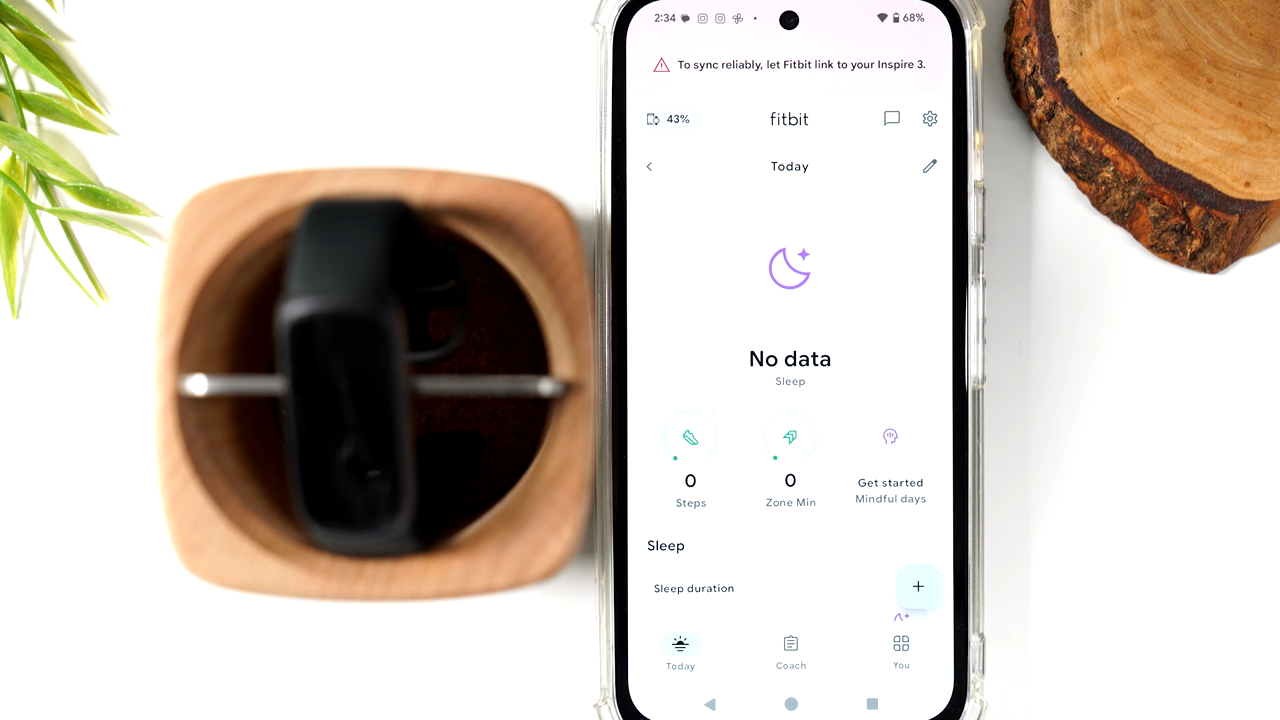 2:34 68%
To sync reliably, let Fitbit link to your Inspire 3.
43% fitbit
Today
No data
Sleep
0 0 Get started
Steps Zone Min Mindful days
Sleep
Sleep duration
Today Coach You